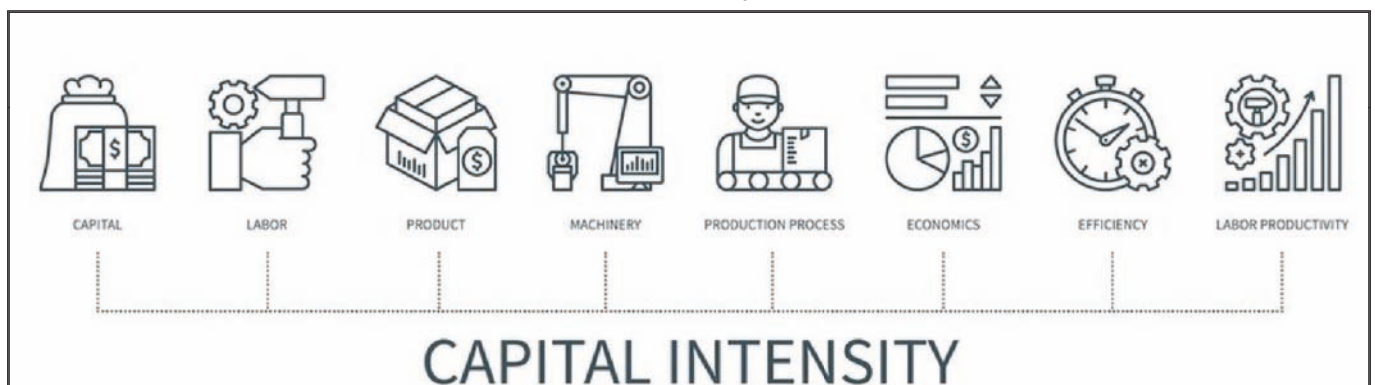 CAPITAL LABOR PRODUCT MACHINERY PRODUCTION PROCESS ECONOMICS EFFICIENCY LABOR PRODUCTIVITY
CAPITAL INTENSITY